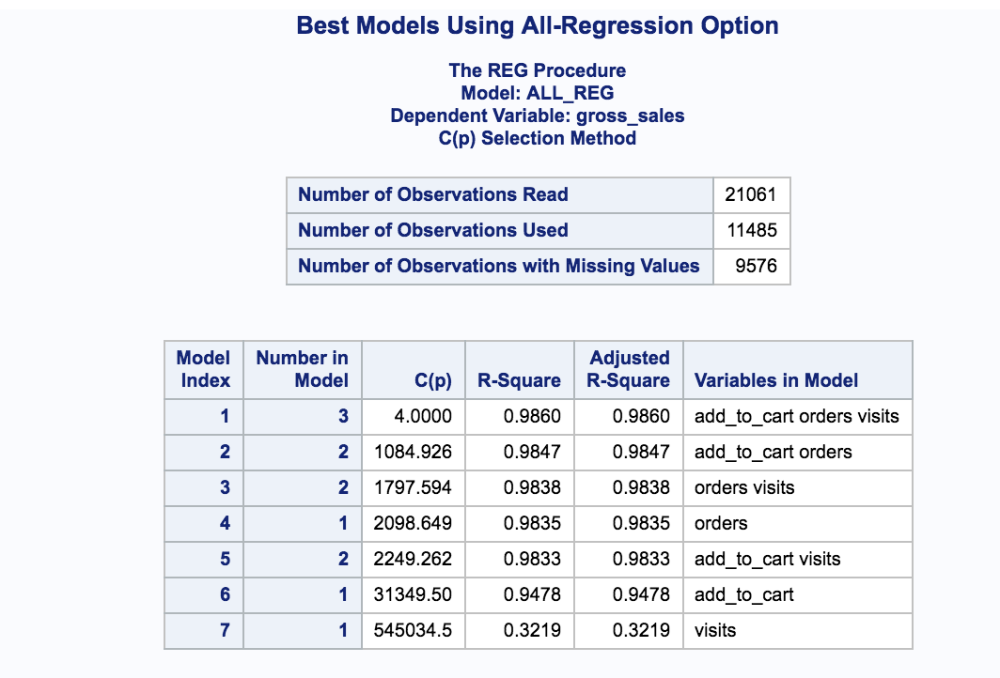 Best Models Using All-Regression Option
The REG Procedure
Model: ALL_REG
Dependent Variable: gross_sales
C(p) Selection Method
Number of Observations Read 21061
Number of Observations Used 11485
Number of Observations with Missing Values 9576
Model Index Number in Model C(p) R-Square Adjusted R-Square Variables in Model
1 3 4.0000 0.9860 0.9860 add_to_cart orders visits
2 2 1084.926 0.9847 0.9847 add_to_cart orders
3 2 1797.594 0.9838 0.9838 orders visits
4 1 2098.649 0.9835 0.9835 orders
5 2 2249.262 0.9833 0.9833 add_to_cart visits
6 1 31349.50 0.9478 0.9478 add_to_cart
7 1 545034.5 0.3219 0.3219 visits